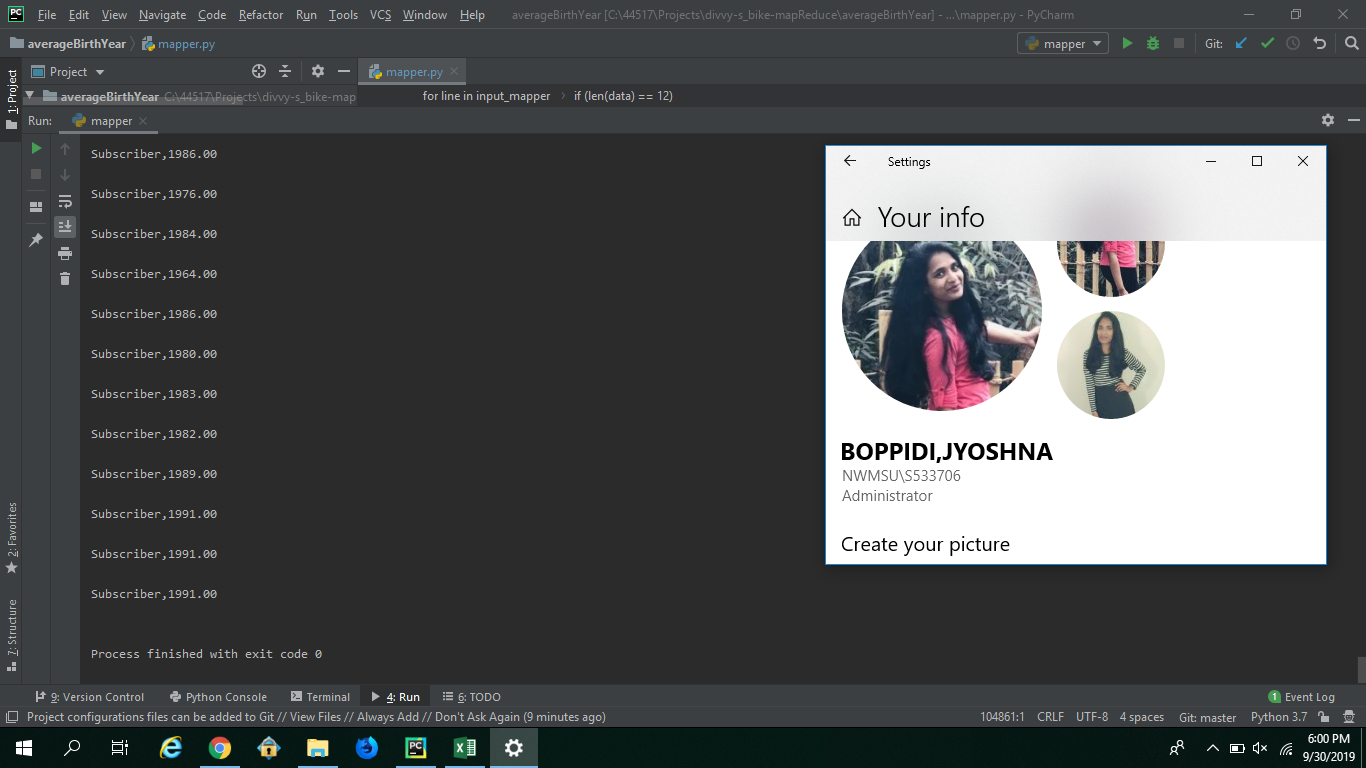 PC File Edit View Navigate Code Refactor Run Tools VCS Window Help averageBirthYear [C:\44517\Projects\divvy-s_bike-mapReduce\averageBirthYear] - ...\mapper.py - PyCharm
averageBirthYear mapper.py mapper Git:
Project mapper.py
averageBirthYear C:\44517\Projects\divvy-s_bike-map for line in input_mapper if (len(data) == 12)
Run: mapper
1: Project
Subscriber,1986.00
Subscriber,1976.00
Subscriber,1984.00
Subscriber,1964.00
Subscriber,1986.00
Subscriber,1980.00
Subscriber,1983.00
Subscriber,1982.00
Subscriber,1989.00
Subscriber,1991.00
Subscriber,1991.00
Subscriber,1991.00
Process finished with exit code 0
Settings
Your info
BOPPIDI,JYOSHNA
NWMSU\S533706
Administrator
Create your picture
2: Favorites
7: Structure
9: Version Control Python Console Terminal 4: Run 6: TODO 1 Event Log
Project configurations files can be added to Git // View Files // Always Add // Don't Ask Again (9 minutes ago) 104861:1 CRLF UTF-8 4 spaces Git: master Python 3.7
PC
6:00 PM
9/30/2019